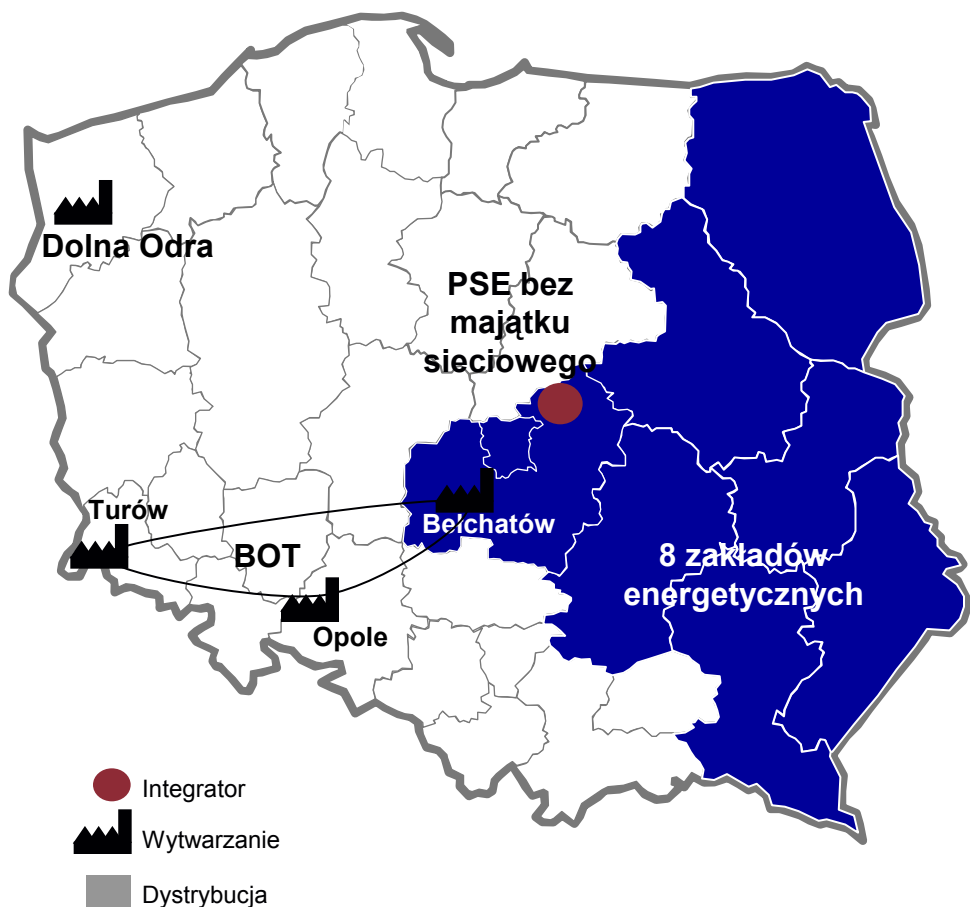 Dolna Odra
PSE bez
majątku
sieciowego
Turów
Bełchatów
BOT
8 zakładów
energetycznych
Opole
Integrator
Wytwarzanie
Dystrybucja